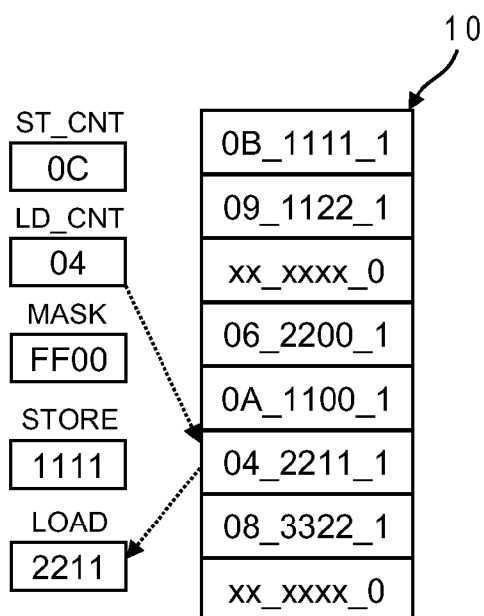 10
ST_CNT
0C
LD_CNT
04
MASK
FF00
STORE
1111
LOAD
2211
0B_1111_1
09_1122_1
xx_xxxx_0
06_2200_1
0A_1100_1
04_2211_1
08_3322_1
xx_xxxx_0